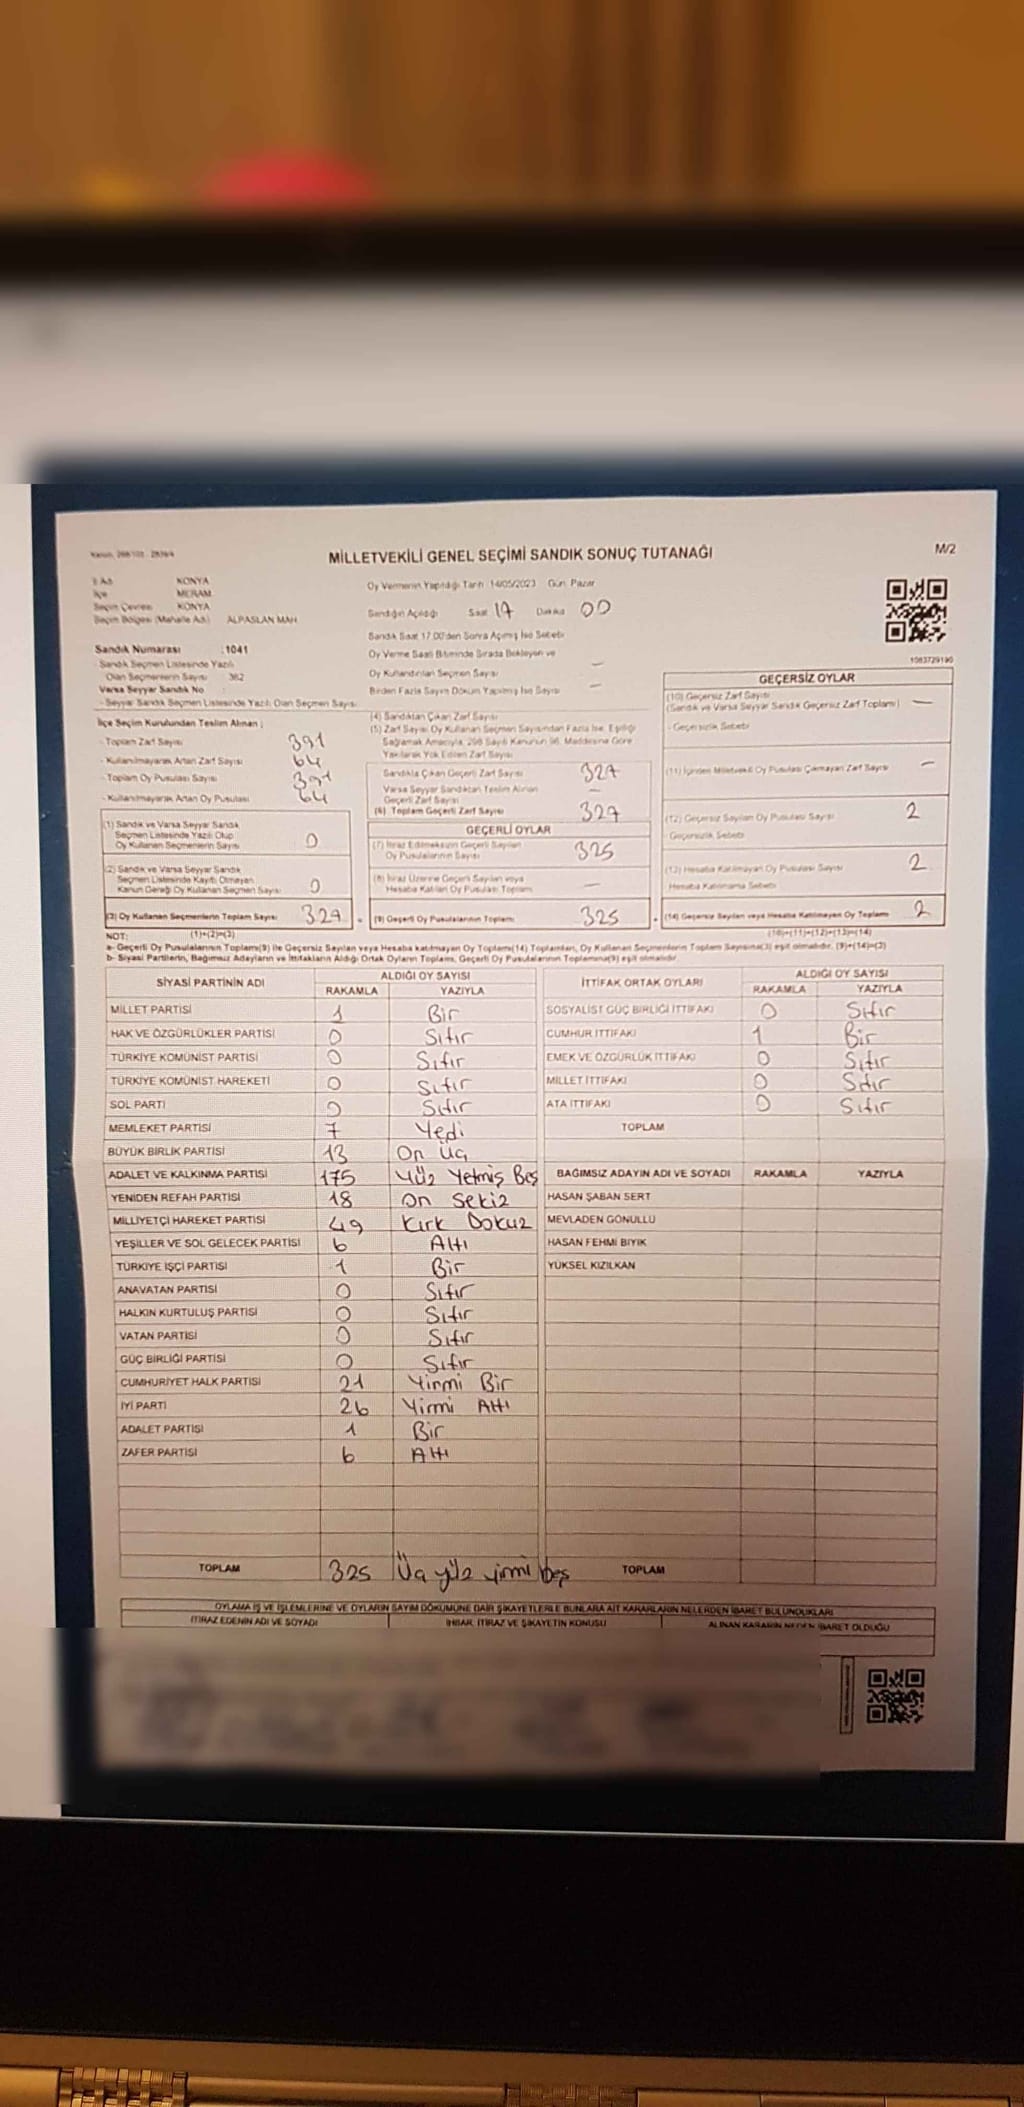 Kanun: 298/105 - 2839/4
MİLLETVEKİLİ GENEL SEÇİMİ SANDIK SONUÇ TUTANAĞI
M/2
İl Adı KONYA
İlçe MERAM
Seçim Çevresi KONYA
Seçim Bölgesi (Mahalle Adı) ALPASLAN MAH
Sandık Numarası :1041
- Sandık Seçmen Listesinde Yazılı
Olan Seçmenlerin Sayısı 382
Varsa Seyyar Sandık No :
- Seyyar Sandık Seçmen Listesinde Yazılı Olan Seçmen Sayısı
İlçe Seçim Kurulundan Teslim Alınan ;
- Toplam Zarf Sayısı 391
- Kullanılmayarak Artan Zarf Sayısı 64
- Toplam Oy Pusulası Sayısı 391
- Kullanılmayarak Artan Oy Pusulası 64
(1) Sandık ve Varsa Seyyar Sandık
Seçmen Listesinde Yazılı Olup
Oy Kullanan Seçmenlerin Sayısı 0
(2) Sandık ve Varsa Seyyar Sandık
Seçmen Listesinde Kayıtlı Olmayan
Kanun Gereği Oy Kullanan Seçmen Sayısı 0
(3) Oy Kullanan Seçmenlerin Toplam Sayısı 327
Oy Vermenin Yapıldığı Tarih 14/05/2023 Gün: Pazar
Sandığın Açıldığı Saat 17 Dakika 00
Sandık Saat 17.00'den Sonra Açılmış İse Sebebi
Oy Verme Saati Bitiminde Sırada Bekleyen ve
Oy Kullandırılan Seçmen Sayısı —
Birden Fazla Sayım Döküm Yapılmış İse Sayısı —
(4) Sandıktan Çıkan Zarf Sayısı
(5) Zarf Sayısı Oy Kullanan Seçmen Sayısından Fazla İse, Eşitliği
Sağlamak Amacıyla, 298 Sayılı Kanunun 98. Maddesine Göre
Yakılarak Yok Edilen Zarf Sayısı
Sandıkta Çıkan Geçerli Zarf Sayısı 327
Varsa Seyyar Sandıktan Teslim Alınan
Geçerli Zarf Sayısı —
(6) Toplam Geçerli Zarf Sayısı 327
GEÇERLİ OYLAR
(7) İtiraz Edilmeksizin Geçerli Sayılan
Oy Pusulalarının Sayısı 325
(8) İtiraz Üzerine Geçerli Sayılan veya
Hesaba Katılan Oy Pusulası Toplamı —
(9) Geçerli Oy Pusulalarının Toplamı 325
1083729190
GEÇERSİZ OYLAR
(10) Geçersiz Zarf Sayısı
(Sandık ve Varsa Seyyar Sandık Geçersiz Zarf Toplamı) —
- Geçersizlik Sebebi
(11) İçinden Milletvekili Oy Pusulası Çıkmayan Zarf Sayısı —
(12) Geçersiz Sayılan Oy Pusulası Sayısı 2
- Geçersizlik Sebebi
(13) Hesaba Katılmayan Oy Pusulası Sayısı 2
Hesaba Katılmama Sebebi
(14) Geçersiz Sayılan veya Hesaba Katılmayan Oy Toplamı 2
NOT: (1)+(2)=(3) (10)+(11)+(12)+(13)=(14)
a- Geçerli Oy Pusulalarının Toplamı(9) ile Geçersiz Sayılan veya Hesaba katılmayan Oy Toplamı(14) Toplamları, Oy Kullanan Seçmenlerin Toplam Sayısına(3) eşit olmalıdır. (9)+(14)=(3)
b- Siyasi Partilerin, Bağımsız Adayların ve İttifakların Aldığı Ortak Oyların Toplamı, Geçerli Oy Pusulalarının Toplamına(9) eşit olmalıdır.
SİYASİ PARTİNİN ADI ALDIĞI OY SAYISI
RAKAMLA YAZIYLA
MİLLET PARTİSİ 1 Bir
HAK VE ÖZGÜRLÜKLER PARTİSİ 0 Sıfır
TÜRKİYE KOMÜNİST PARTİSİ 0 Sıfır
TÜRKİYE KOMÜNİST HAREKETİ 0 Sıfır
SOL PARTİ 0 Sıfır
MEMLEKET PARTİSİ 7 Yedi
BÜYÜK BİRLİK PARTİSİ 13 On Üç
ADALET VE KALKINMA PARTİSİ 175 Yüz Yetmiş Beş
YENİDEN REFAH PARTİSİ 18 On Sekiz
MİLLİYETÇİ HAREKET PARTİSİ 49 Kırk Dokuz
YEŞİLLER VE SOL GELECEK PARTİSİ 6 Altı
TÜRKİYE İŞÇİ PARTİSİ 1 Bir
ANAVATAN PARTİSİ 0 Sıfır
HALKIN KURTULUŞ PARTİSİ 0 Sıfır
VATAN PARTİSİ 0 Sıfır
GÜÇ BİRLİĞİ PARTİSİ 0 Sıfır
CUMHURİYET HALK PARTİSİ 21 Yirmi Bir
İYİ PARTİ 26 Yirmi Altı
ADALET PARTİSİ 1 Bir
ZAFER PARTİSİ 6 Altı
TOPLAM 325 Üç yüz yirmi beş
İTTİFAK ORTAK OYLARI ALDIĞI OY SAYISI
RAKAMLA YAZIYLA
SOSYALİST GÜÇ BİRLİĞİ İTTİFAKI 0 Sıfır
CUMHUR İTTİFAKI 1 Bir
EMEK VE ÖZGÜRLÜK İTTİFAKI 0 Sıfır
MİLLET İTTİFAKI 0 Sıfır
ATA İTTİFAKI 0 Sıfır
TOPLAM
BAĞIMSIZ ADAYIN ADI VE SOYADI RAKAMLA YAZIYLA
HASAN ŞABAN SERT
MEVLADEN GÖNÜLLÜ
HASAN FEHMİ BIYIK
YÜKSEL KIZILKAN
TOPLAM
OYLAMA İŞ VE İŞLEMLERİNE VE OYLARIN SAYIM DÖKÜMÜNE DAİR ŞİKAYETLERLE BUNLARA AİT KARARLARIN NELERDEN İBARET BULUNDUKLARI
İTİRAZ EDENİN ADI VE SOYADI İHBAR, İTİRAZ VE ŞİKAYETİN KONUSU ALINAN KARARIN NEDEN İBARET OLDUĞU